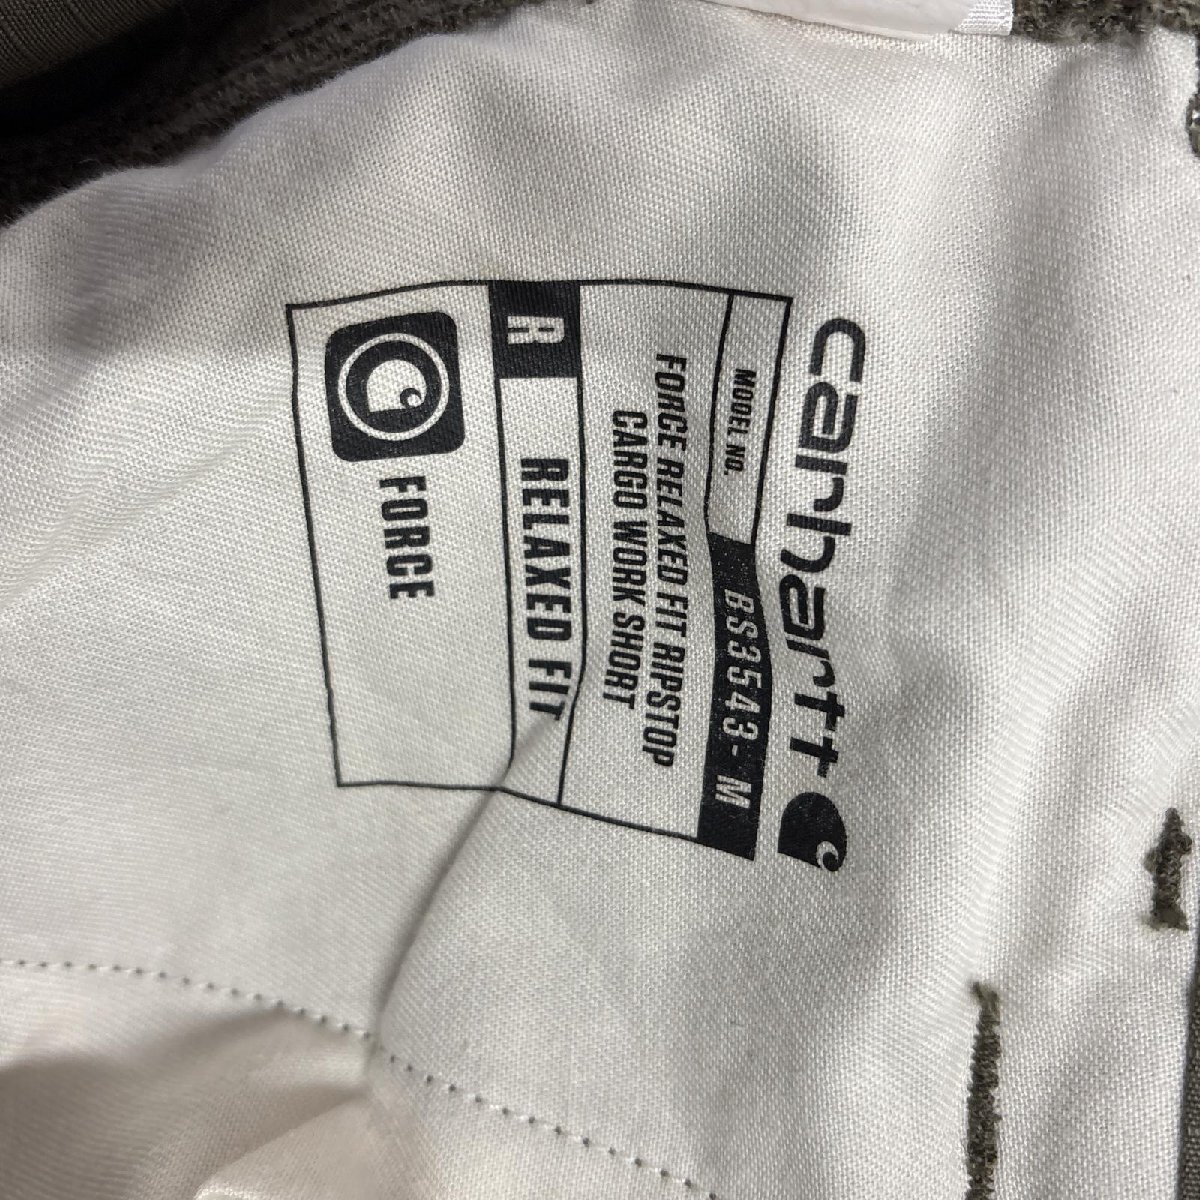 carhartt
MODEL NO. BS3543-M
FORCE RELAXED FIT RIPSTOP
CARGO WORK SHORT
R RELAXED FIT
FORCE